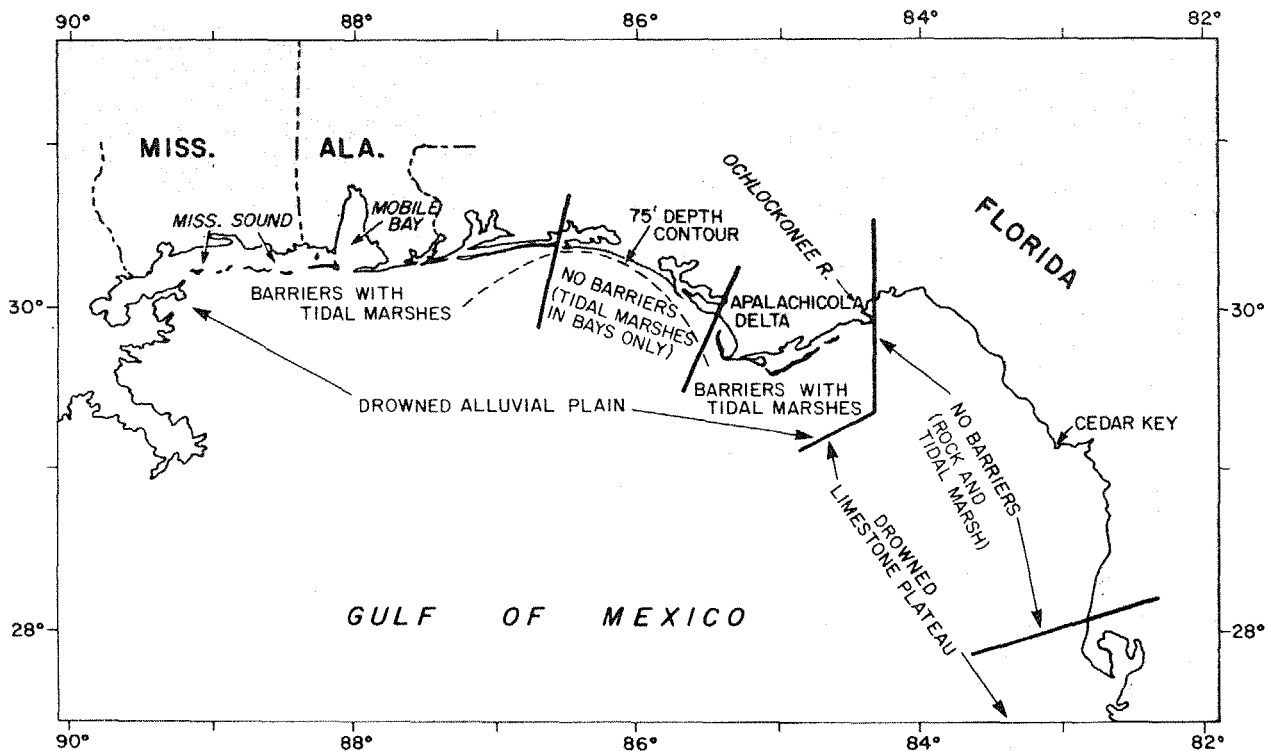 90°
88°
86°
84°
82°
MISS.
ALA.
MISS. SOUND
MOBILE
BAY
75' DEPTH
CONTOUR
OCHLOCKONEE R.
FLORIDA
30°
30°
BARRIERS WITH
TIDAL MARSHES
NO BARRIERS
(TIDAL MARSHES
IN BAYS ONLY)
APALACHICOLA
DELTA
BARRIERS WITH
TIDAL MARSHES
DROWNED ALLUVIAL PLAIN
NO BARRIERS
(ROCK AND
TIDAL MARSH)
CEDAR KEY
DROWNED
LIMESTONE PLATEAU
GULF OF MEXICO
28°
28°
90°
88°
86°
84°
82°